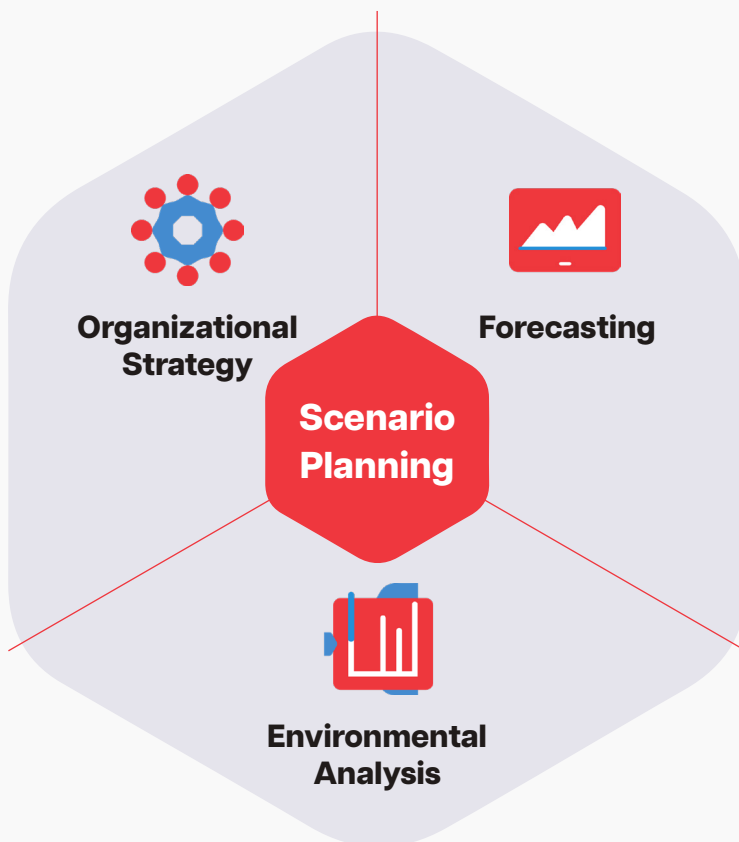 Organizational
Strategy
Forecasting
Scenario
Planning
Environmental
Analysis